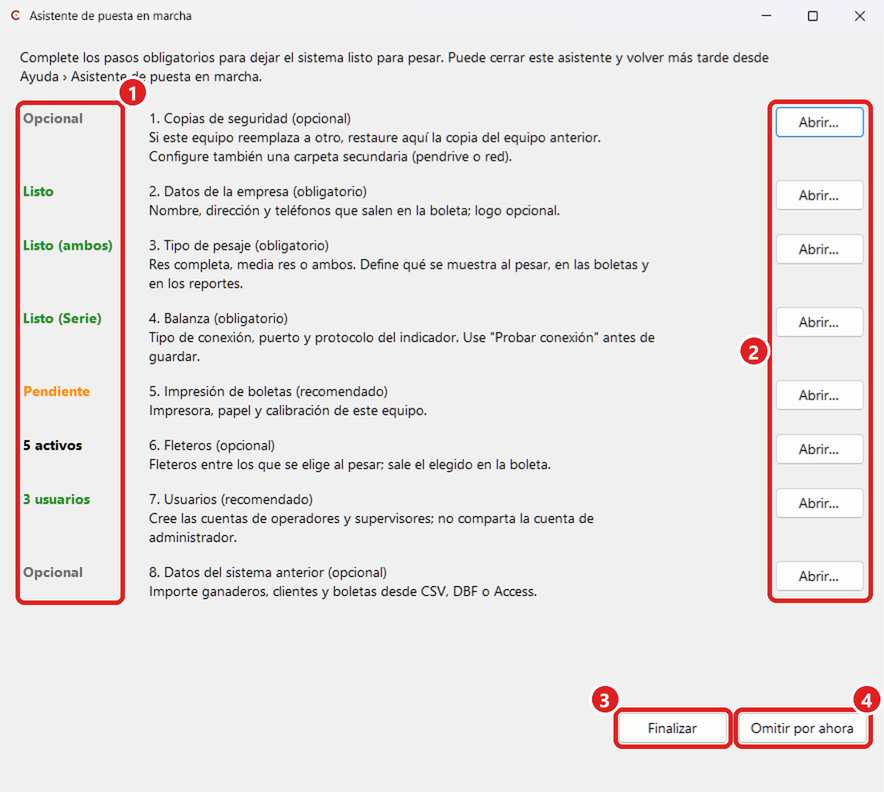 Asistente de puesta en marcha
Complete los pasos obligatorios para dejar el sistema listo para pesar. Puede cerrar este asistente y volver más tarde desde
Ayuda › Asistente de puesta en marcha.
1
Opcional
1. Copias de seguridad (opcional)
Abrir...
Si este equipo reemplaza a otro, restaure aquí la copia del equipo anterior.
Configure también una carpeta secundaria (pendrive o red).
Listo
2. Datos de la empresa (obligatorio)
Abrir...
Nombre, dirección y teléfonos que salen en la boleta; logo opcional.
Listo (ambos)
3. Tipo de pesaje (obligatorio)
Abrir...
Res completa, media res o ambos. Define qué se muestra al pesar, en las boletas y
en los reportes.
Listo (Serie)
4. Balanza (obligatorio)
Abrir...
Tipo de conexión, puerto y protocolo del indicador. Use "Probar conexión" antes de
guardar.
2
Pendiente
5. Impresión de boletas (recomendado)
Abrir...
Impresora, papel y calibración de este equipo.
5 activos
6. Fleteros (opcional)
Abrir...
Fleteros entre los que se elige al pesar; sale el elegido en la boleta.
3 usuarios
7. Usuarios (recomendado)
Abrir...
Cree las cuentas de operadores y supervisores; no comparta la cuenta de
administrador.
Opcional
8. Datos del sistema anterior (opcional)
Abrir...
Importe ganaderos, clientes y boletas desde CSV, DBF o Access.
3
4
Finalizar
Omitir por ahora